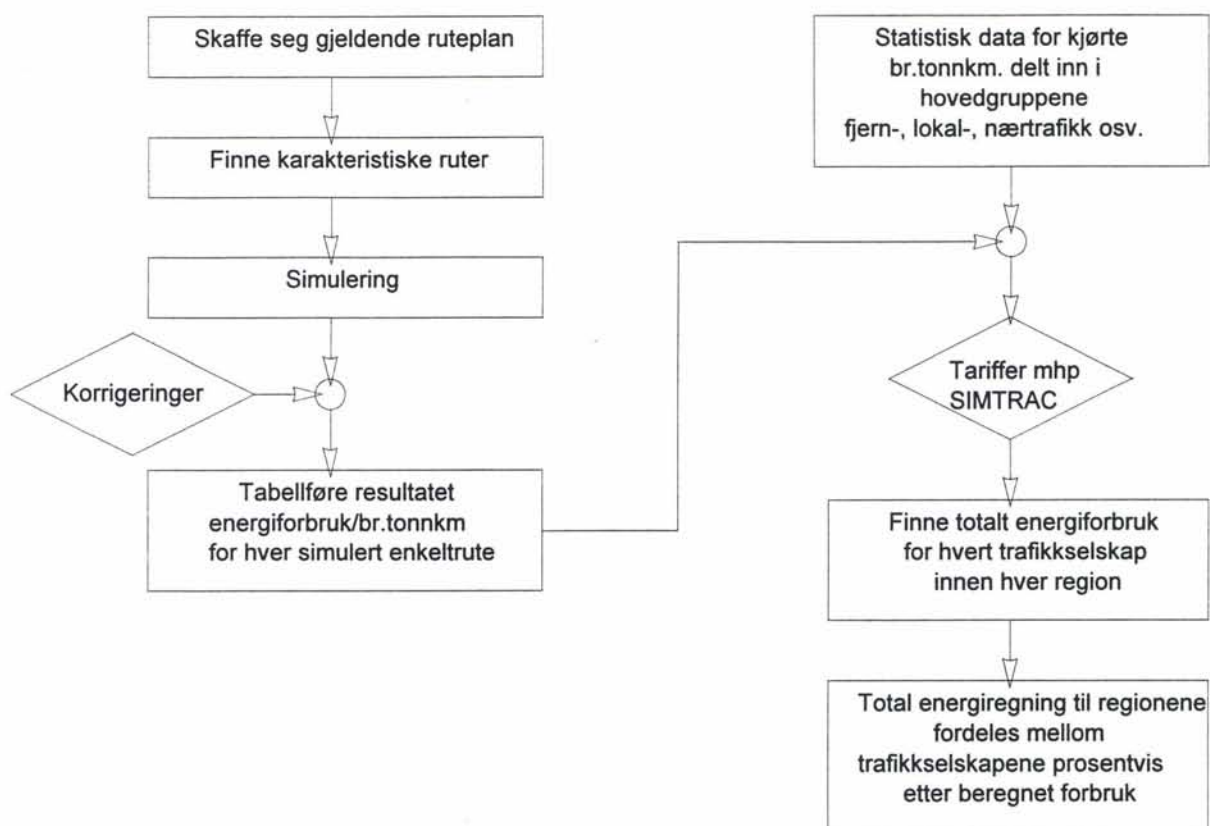 Skaffe seg gjeldende ruteplan
Finne karakteristiske ruter
Simulering
Korrigeringer
Tabellføre resultatet
energiforbruk/br.tonnkm
for hver simulert enkeltrute
Statistisk data for kjørte
br.tonnkm. delt inn i
hovedgruppene
fjern-, lokal-, nærtrafikk osv.
Tariffer mhp
SIMTRAC
Finne totalt energiforbruk
for hvert trafikkselskap
innen hver region
Total energiregning til regionene
fordeles mellom
trafikkselskapene prosentvis
etter beregnet forbruk